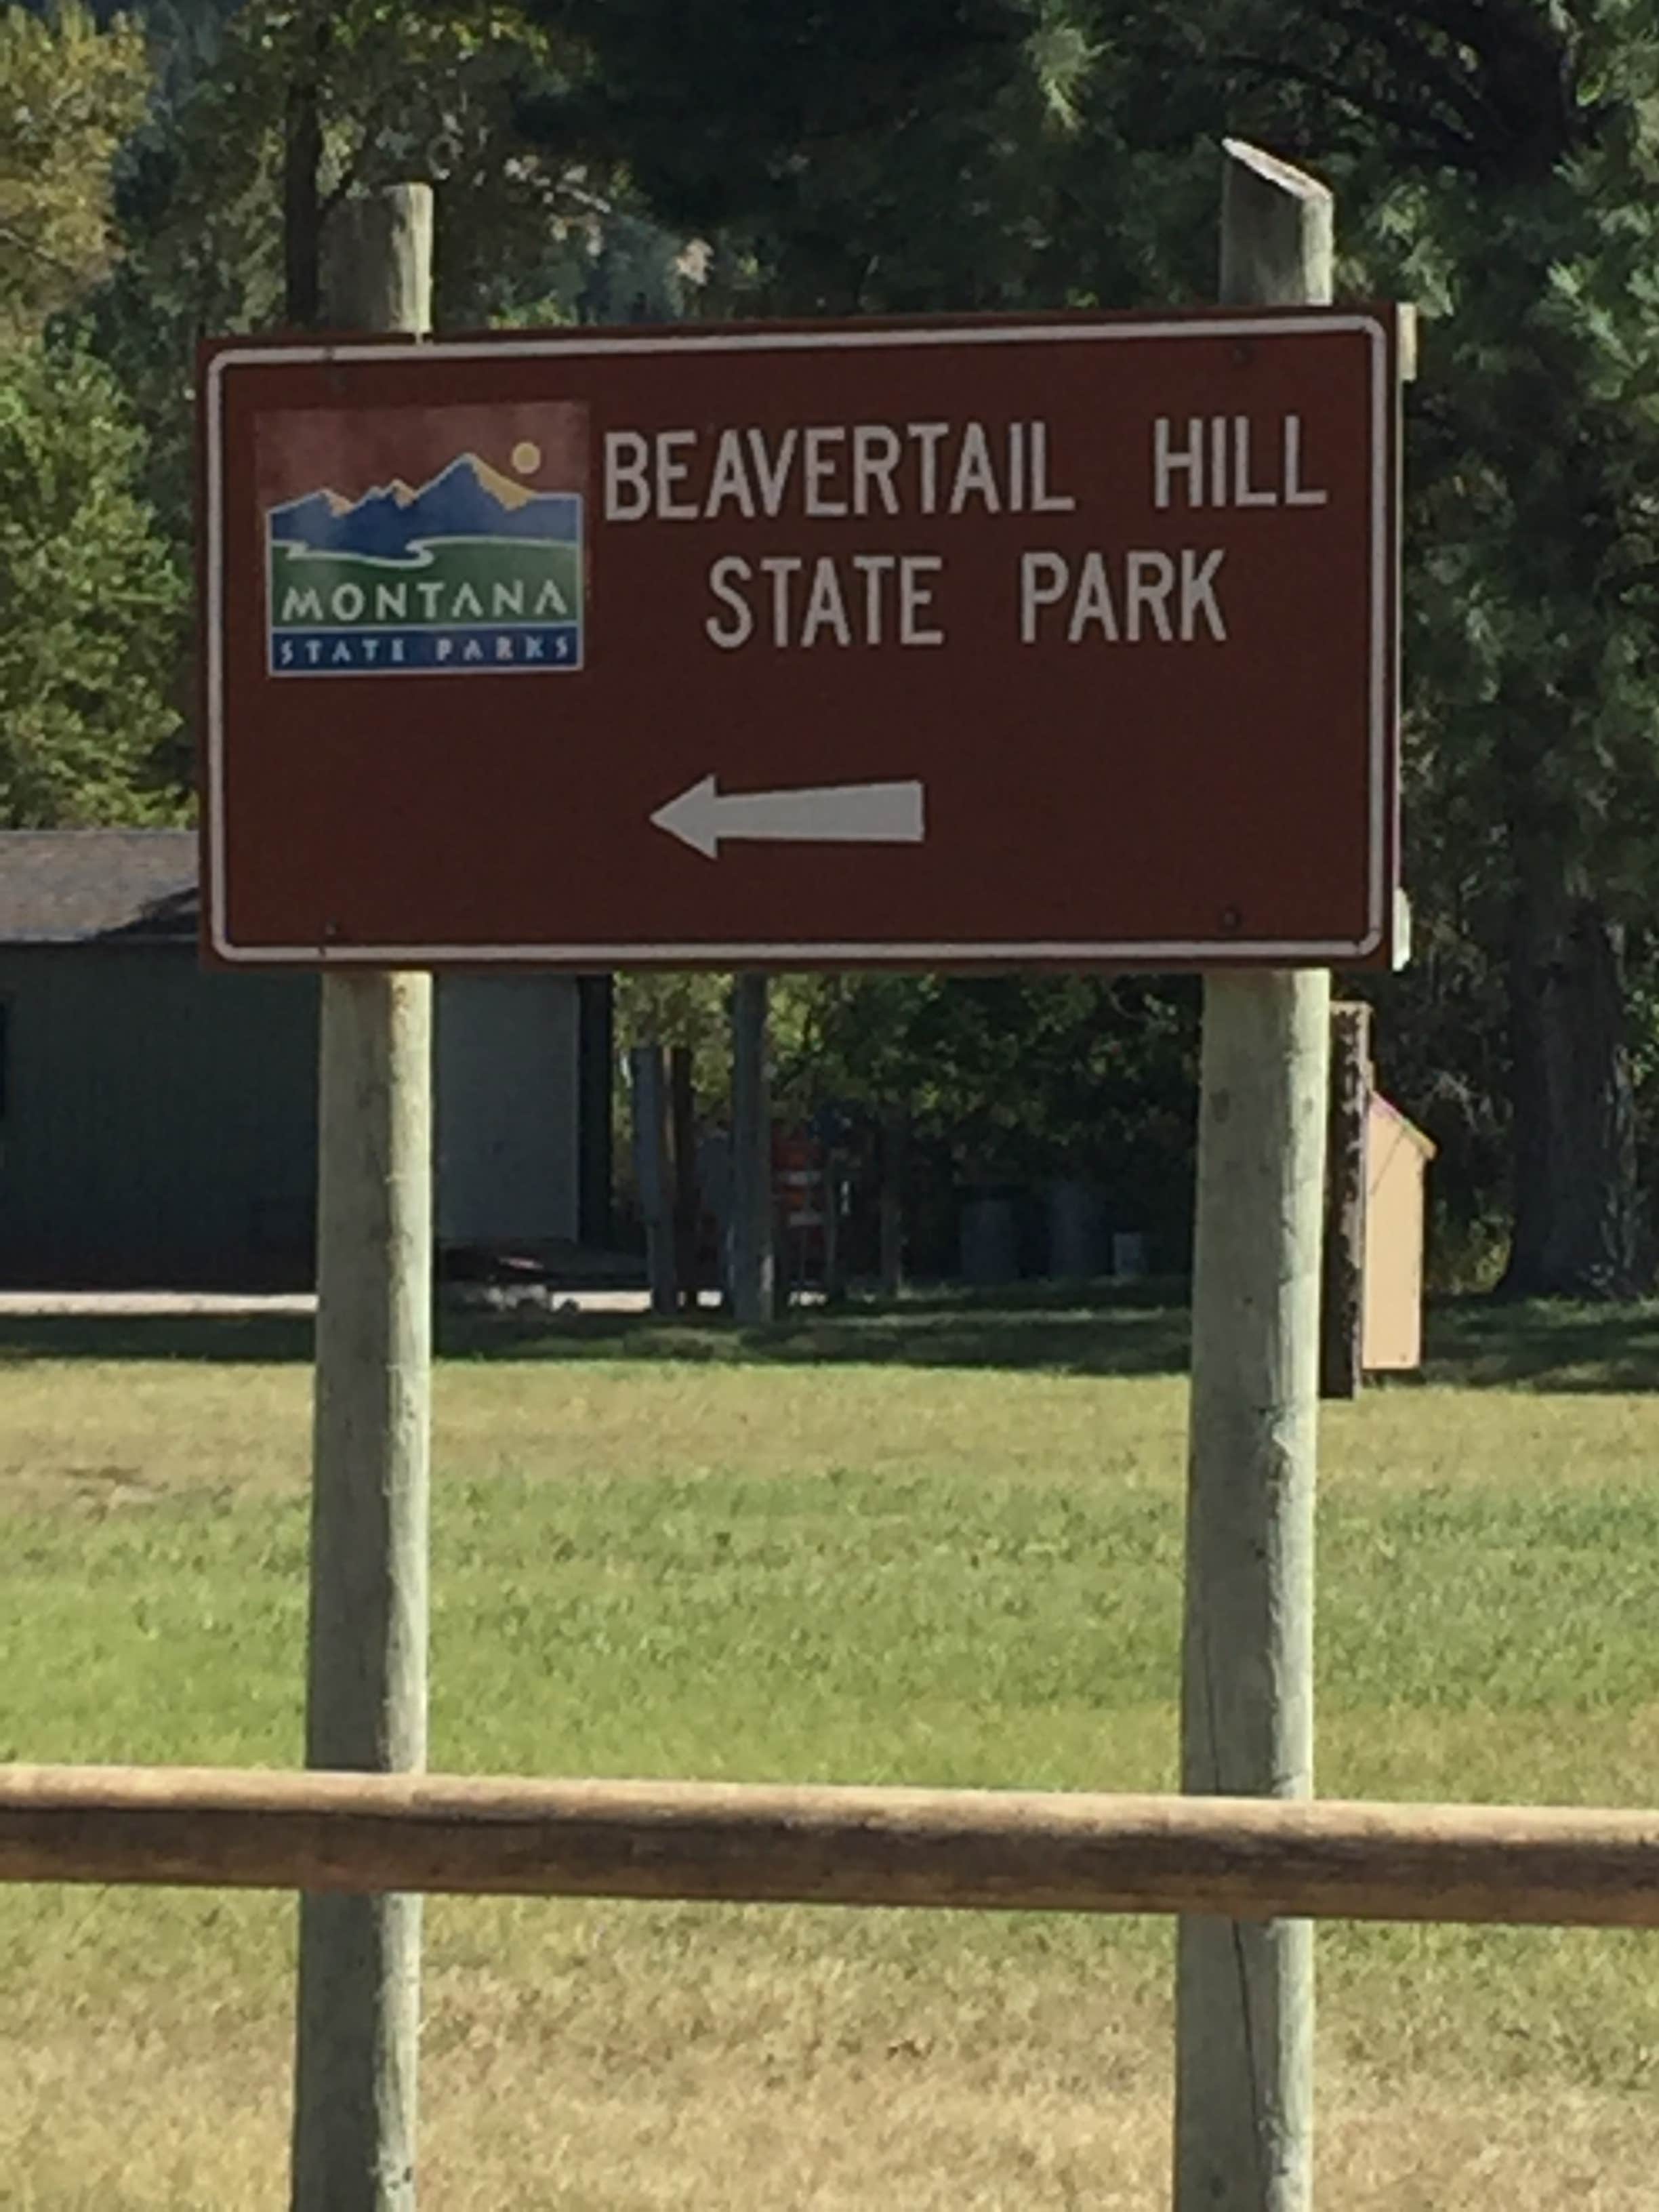 BEAVERTAIL HILL
STATE PARK
MONTANA
STATE PARKS